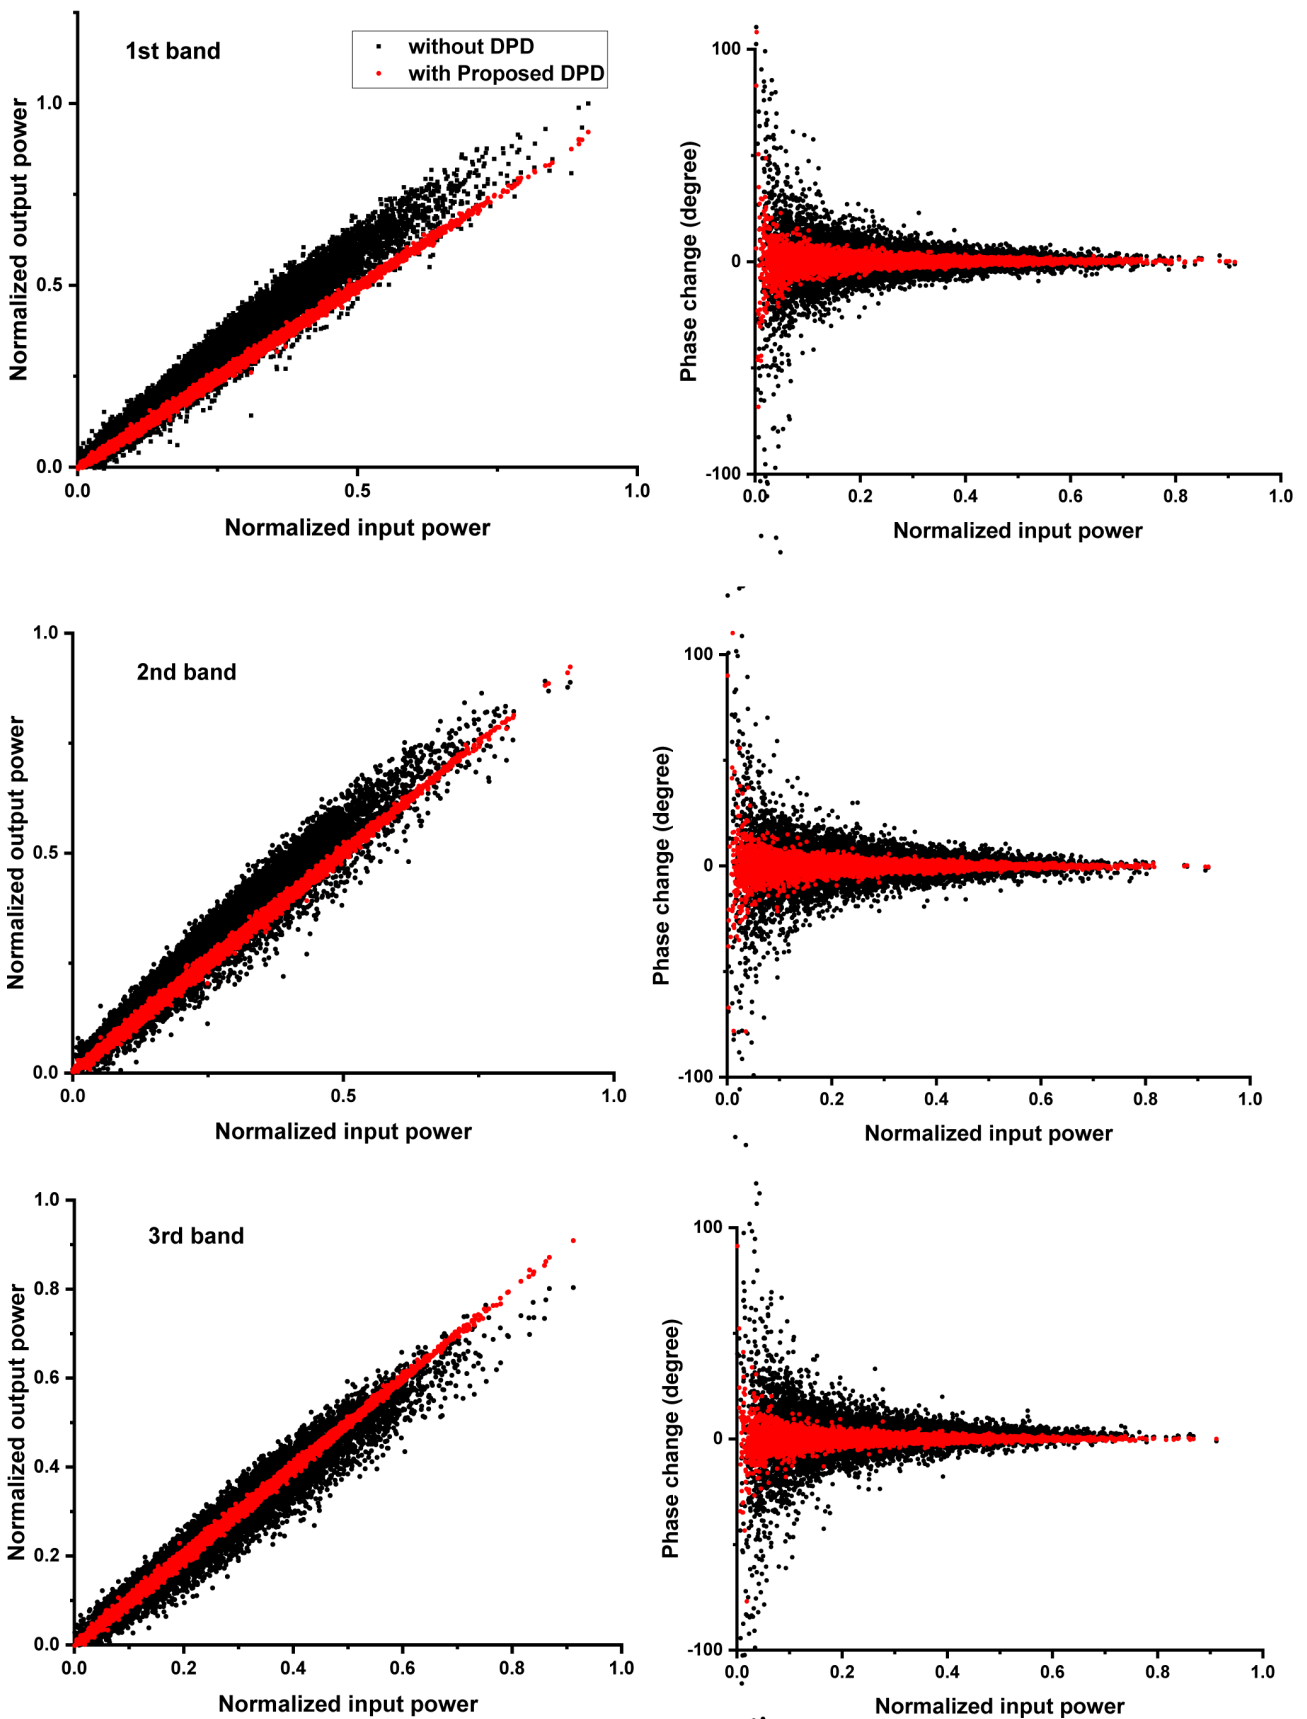 1st band
without DPD
with Proposed DPD
Normalized output power
1.0
0.5
0.0
0.0 0.5 1.0
Normalized input power
Phase change (degree)
100
0
-100
0.0 0.2 0.4 0.6 0.8 1.0
Normalized input power
2nd band
Normalized output power
1.0
0.5
0.0
0.0 0.5 1.0
Normalized input power
Phase change (degree)
100
0
-100
0.0 0.2 0.4 0.6 0.8 1.0
Normalized input power
3rd band
Normalized output power
1.0
0.8
0.6
0.4
0.2
0.0
0.0 0.2 0.4 0.6 0.8 1.0
Normalized input power
Phase change (degree)
100
0
-100
0.0 0.2 0.4 0.6 0.8 1.0
Normalized input power